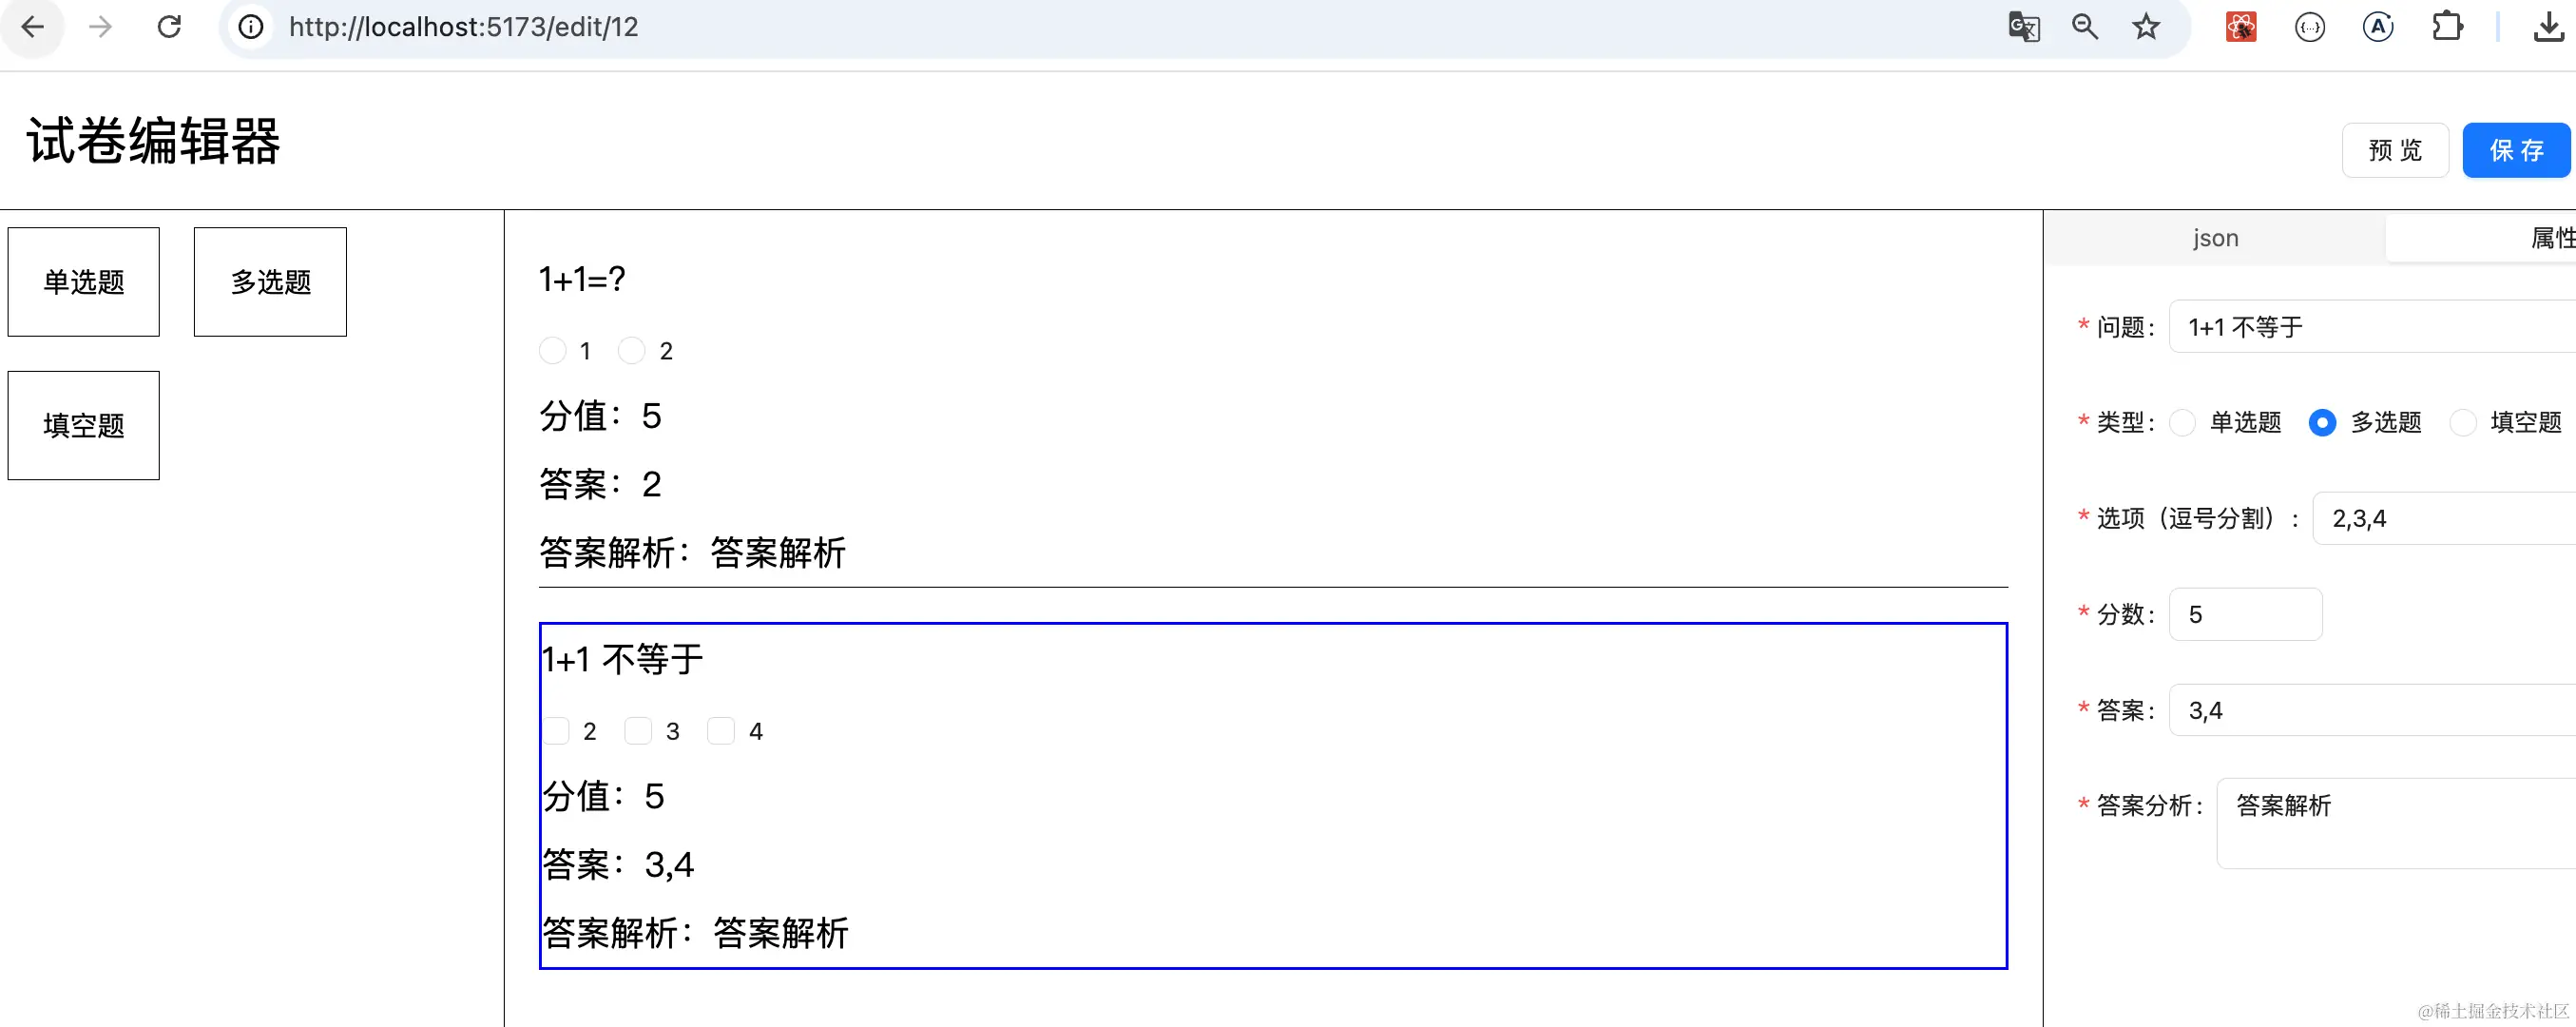 http://localhost:5173/edit/12
试卷编辑器
预 览
保 存
单选题
多选题
填空题
1+1=?
1 2
分值：5
答案：2
答案解析：答案解析
1+1 不等于
2 3 4
分值：5
答案：3,4
答案解析：答案解析
json
属性
* 问题: 1+1 不等于
* 类型: 单选题 多选题 填空题
* 选项（逗号分割）: 2,3,4
* 分数: 5
* 答案: 3,4
* 答案分析: 答案解析
@稀土掘金技术社区